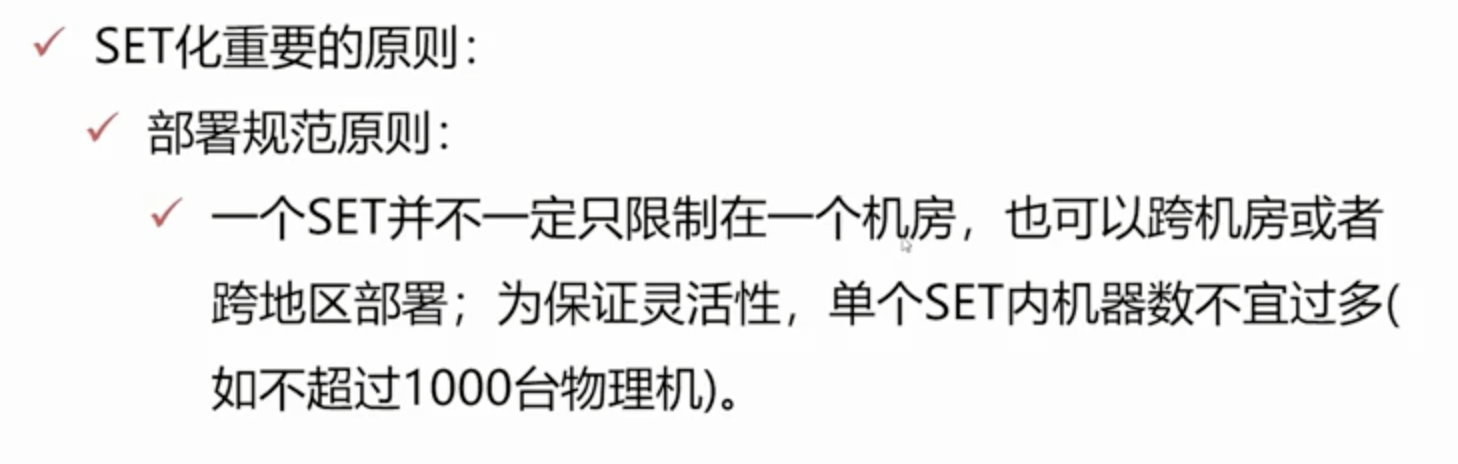 SET化重要的原则：
部署规范原则：
一个SET并不一定只限制在一个机房，也可以跨机房或者
跨地区部署；为保证灵活性，单个SET内机器数不宜过多(
如不超过1000台物理机)。